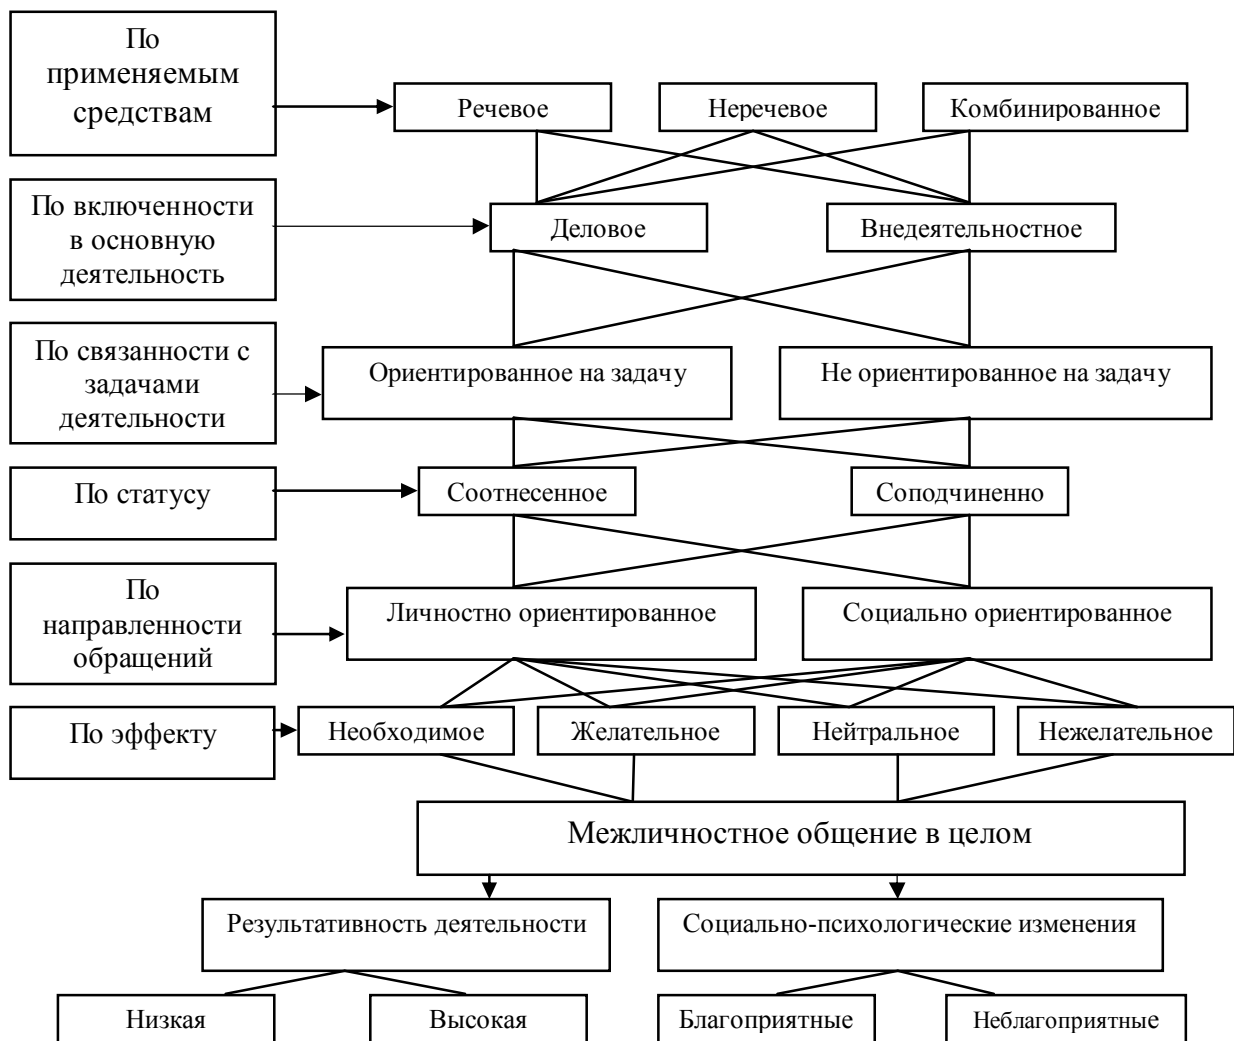 По
применяемым
средствам
Речевое
Неречевое
Комбинированное
По включенности
в основную
деятельность
Деловое
Внедеятельностное
По связанности с
задачами
деятельности
Ориентированное на задачу
Не ориентированное на задачу
По статусу
Соотнесенное
Соподчиненно
По
направленности
обращений
Личностно ориентированное
Социально ориентированное
По эффекту
Необходимое
Желательное
Нейтральное
Нежелательное
Межличностное общение в целом
Результативность деятельности
Социально-психологические изменения
Низкая
Высокая
Благоприятные
Неблагоприятные